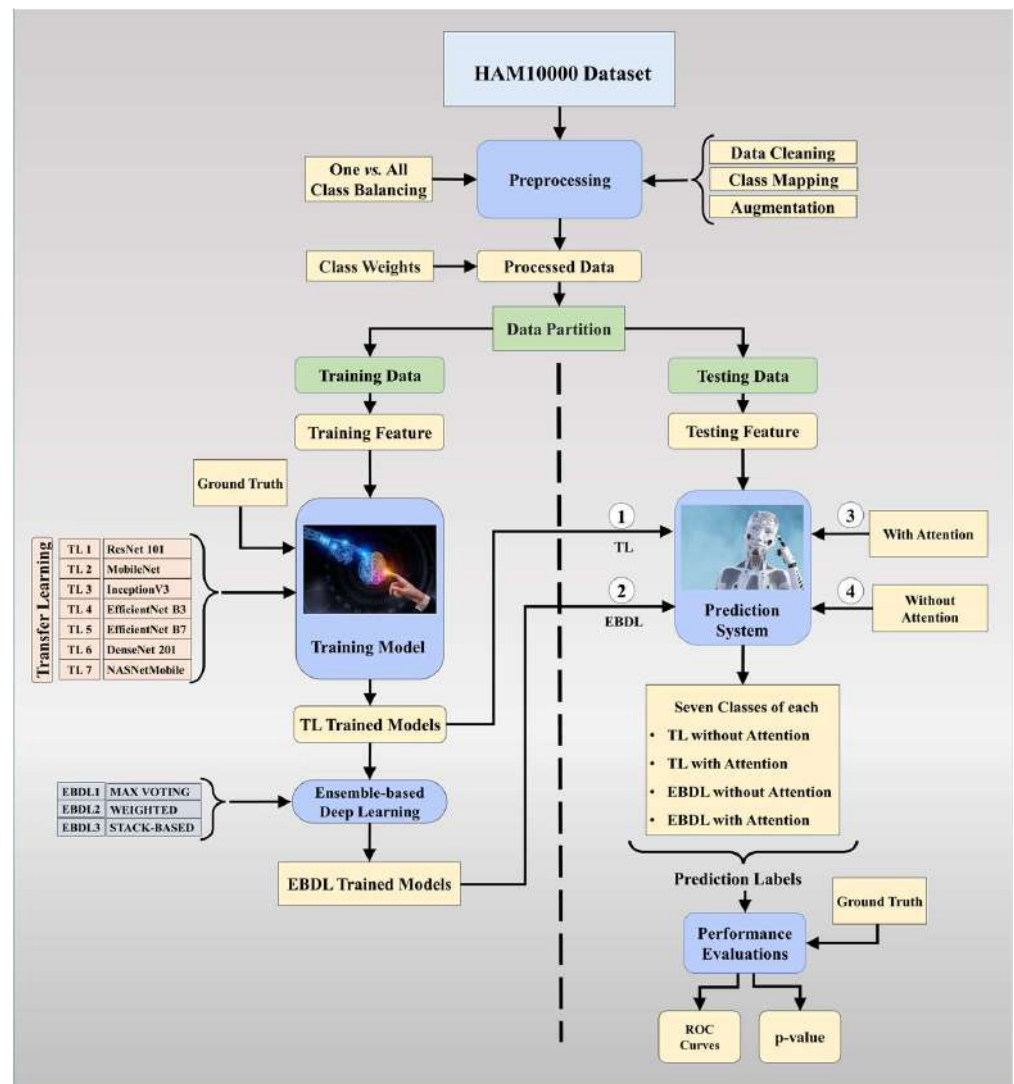 HAM10000 Dataset
One vs. All
Class Balancing
Preprocessing
Data Cleaning
Class Mapping
Augmentation
Class Weights
Processed Data
Data Partition
Training Data
Testing Data
Training Feature
Testing Feature
Ground Truth
Transfer Learning
TL 1 ResNet 101
TL 2 MobileNet
TL 3 InceptionV3
TL 4 EfficientNet B3
TL 5 EfficientNet B7
TL 6 DenseNet 201
TL 7 NASNetMobile
Training Model
1
TL
2
EBDL
Prediction
System
3
With Attention
4
Without
Attention
TL Trained Models
EBDL1 MAX VOTING
EBDL2 WEIGHTED
EBDL3 STACK-BASED
Ensemble-based
Deep Learning
EBDL Trained Models
Seven Classes of each
• TL without Attention
• TL with Attention
• EBDL without Attention
• EBDL with Attention
Prediction Labels
Ground Truth
Performance
Evaluations
ROC
Curves
p-value